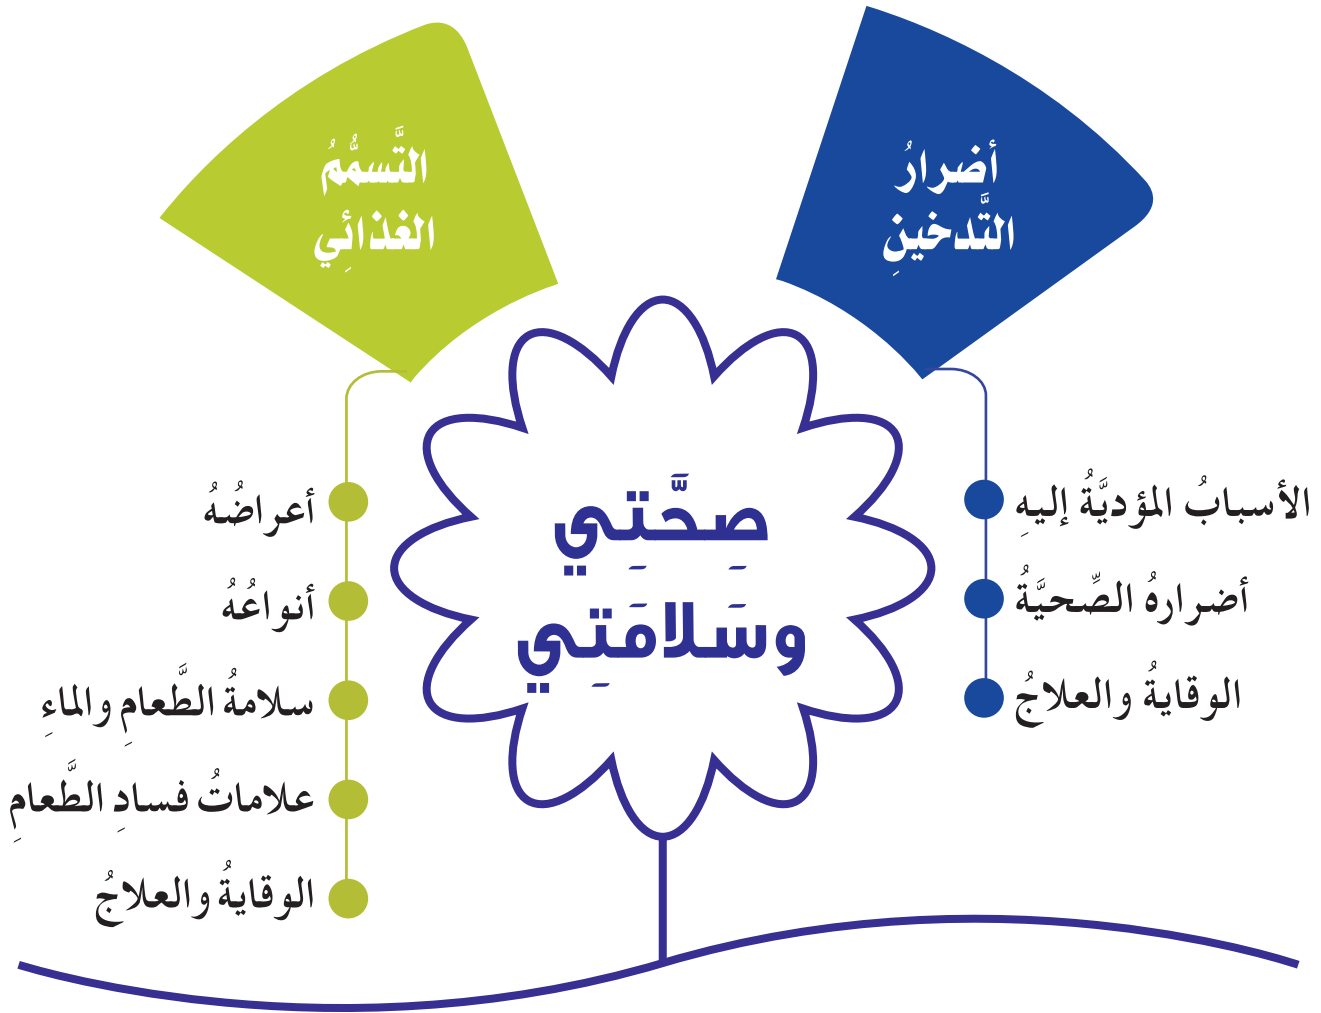 أضرارُ
التَّدخينِ
التَّسمُّمُ
الغذائِي
صِحَّتِي
وسَلامَتِي
الأسبابُ المؤديَّةُ إليهِ
أضرارهُ الصِّحيَّةُ
الوقايةُ والعلاجُ
أعراضُهُ
أنواعُهُ
سلامةُ الطَّعامِ والماءِ
علاماتُ فسادِ الطَّعامِ
الوقايةُ والعلاجُ